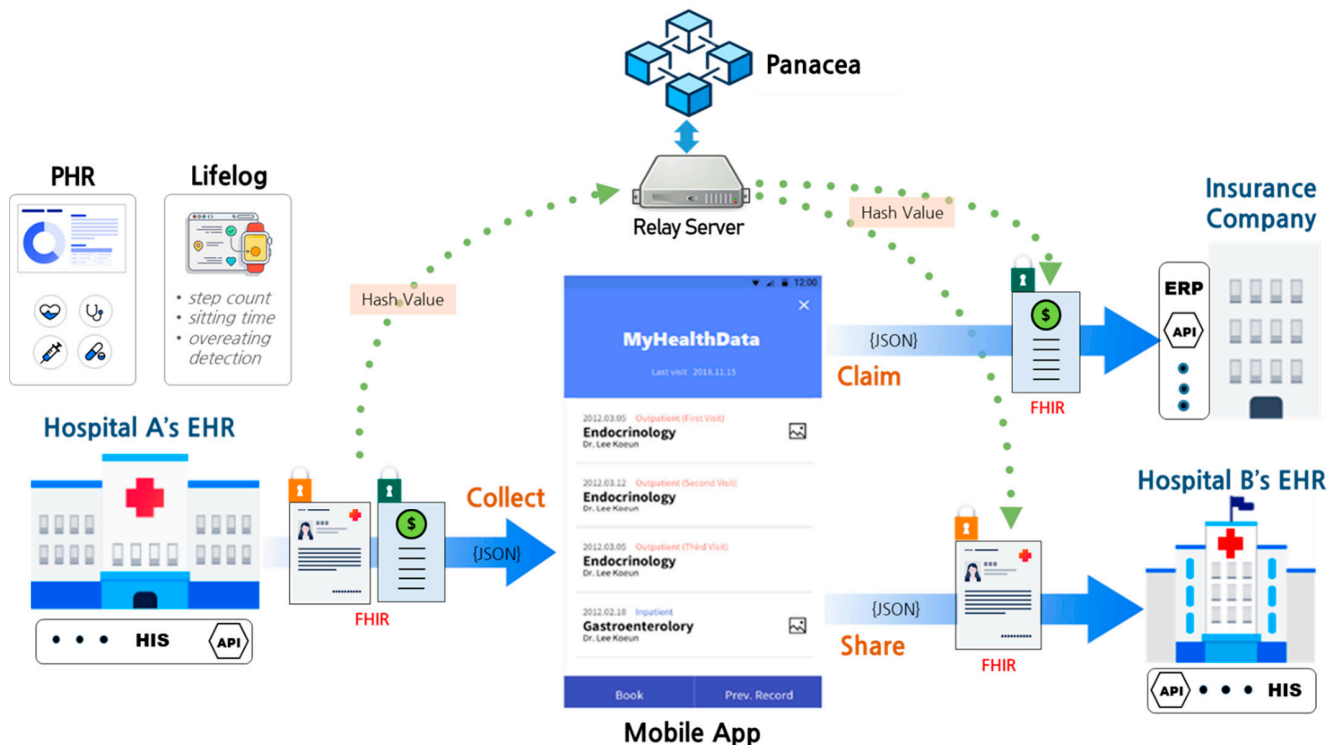 Panacea
Relay Server
Hash Value
Hash Value
PHR
Lifelog
• step count
• sitting time
• overeating
detection
Hospital A's EHR
HIS
API
FHIR
Collect
{JSON}
12:00
MyHealthData
Last visit 2018.11.15
2012.03.05 Outpatient (First Visit)
Endocrinology
Dr. Lee Koeun
2012.03.12 Outpatient (Second Visit)
Endocrinology
Dr. Lee Koeun
2012.03.05 Outpatient (Third Visit)
Endocrinology
Dr. Lee Koeun
2012.02.18 Inpatient
Gastroenterolory
Dr. Lee Koeun
Book
Prev. Record
Mobile App
{JSON}
Claim
$
$
FHIR
Insurance
Company
ERP
API
{JSON}
Share
FHIR
Hospital B's EHR
API
HIS